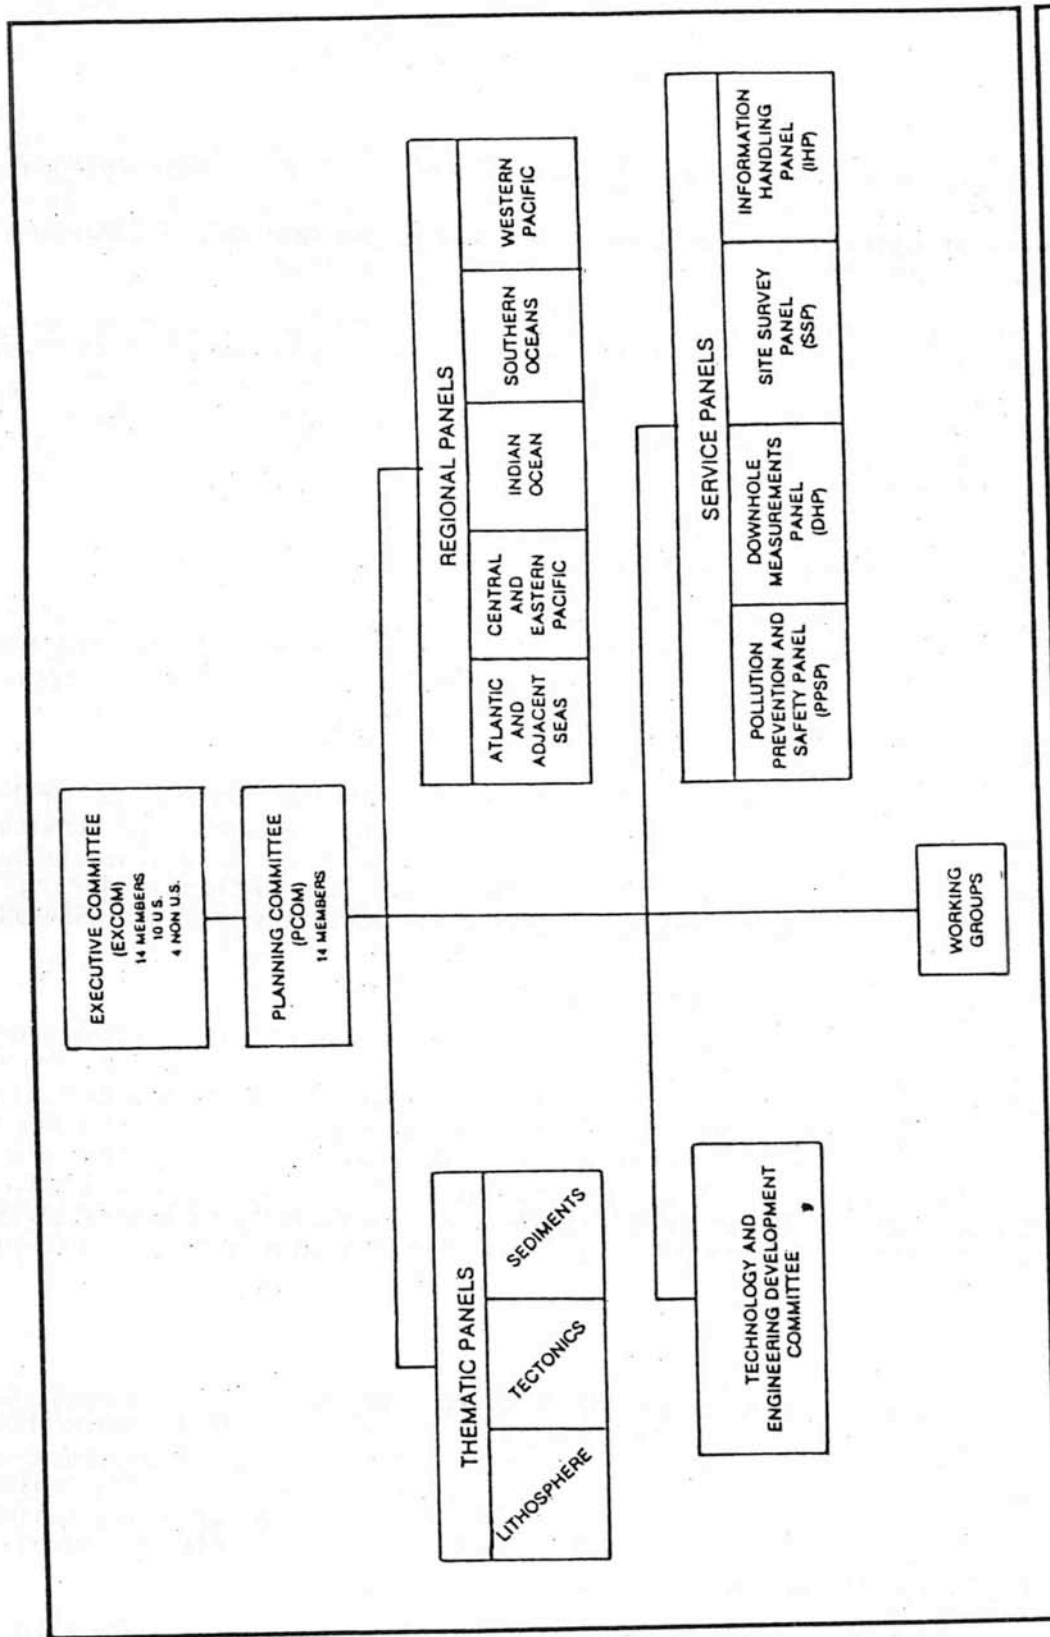 EXECUTIVE COMMITTEE
(EXCOM)
14 MEMBERS
10 U.S.
4 NON U.S.
PLANNING COMMITTEE
(PCOM)
14 MEMBERS
THEMATIC PANELS
LITHOSPHERE
TECTONICS
SEDIMENTS
REGIONAL PANELS
ATLANTIC
AND
ADJACENT
SEAS
CENTRAL
AND
EASTERN
PACIFIC
INDIAN
OCEAN
SOUTHERN
OCEANS
WESTERN
PACIFIC
TECHNOLOGY AND
ENGINEERING DEVELOPMENT
COMMITTEE
SERVICE PANELS
POLLUTION
PREVENTION AND
SAFETY PANEL
(PPSP)
DOWNHOLE
MEASUREMENTS
PANEL
(DHP)
SITE SURVEY
PANEL
(SSP)
INFORMATION
HANDLING
PANEL
(IHP)
WORKING
GROUPS